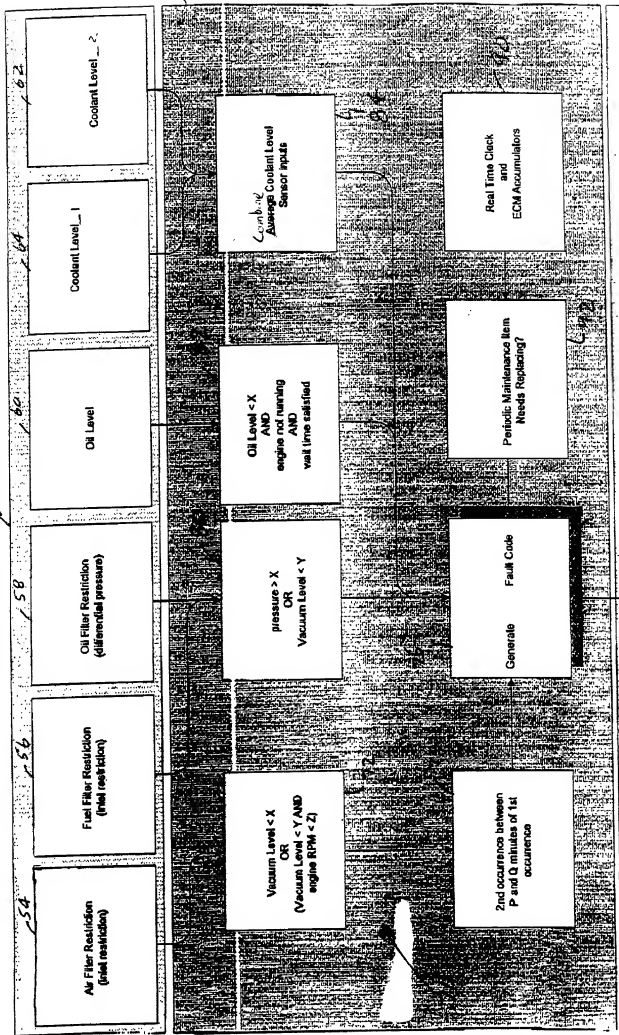 54
Air Filter Restriction
(inlet restriction)
56
Fuel Filter Restriction
(inlet restriction)
58
Oil Filter Restriction
(differential pressure)
60
Oil Level
64
Coolant Level_1
62
Coolant Level_2
Vacuum Level < X
OR
(Vacuum Level < Y AND
engine RPM < Z)
pressure > X
OR
Vacuum Level < Y
Oil Level < X
AND
engine not running
AND
wait time satisfied
Combine
Average Coolant Level
Sensor inputs
84
2nd occurrence between
P and Q minutes of 1st
occurrence
Generate Fault Code
Periodic Maintenance Item
Needs Replacing?
92
Real Time Clock
and
ECM Accumulators
90